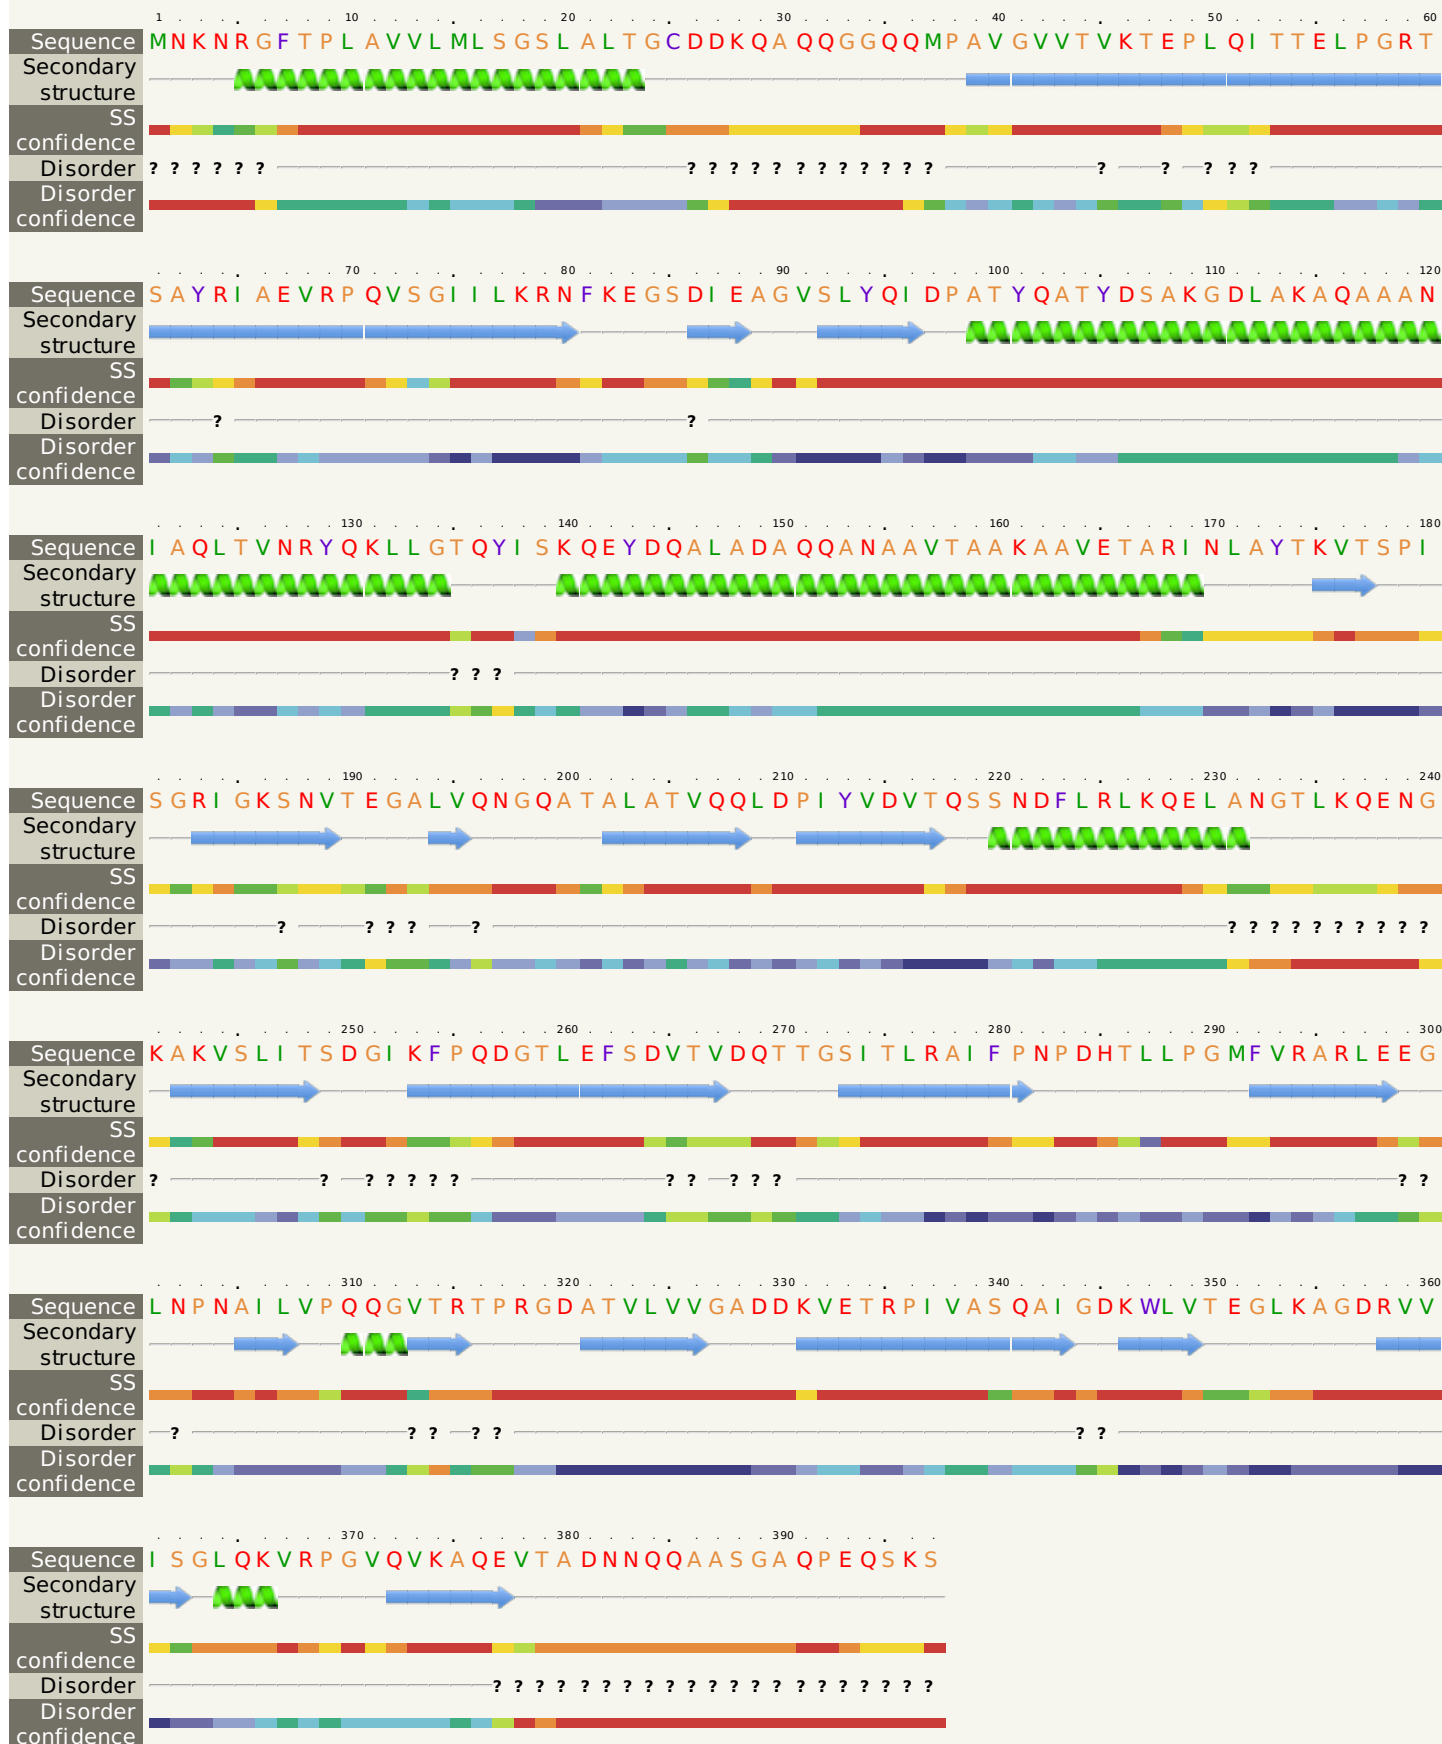 1 10 20 30 40 50 60
Sequence MNKNRGFTPLAVVLMLSGSLALTGCDDKQAQQGGQQMPAVGVVTVKTEPLQITTELPGRT
Secondary
structure
SS
confidence
Disorder ? ? ? ? ? ? ? ? ? ? ? ? ? ? ? ? ? ? ? ? ? ? ?
Disorder
confidence
70 80 90 100 110 120
Sequence SAYRIAEVRPQVSGIILKRNFKEGSDIEAGVSLYQIDPATYQATYDSAKGDLAKAQAAAN
Secondary
structure
SS
confidence
Disorder ? ?
Disorder
confidence
130 140 150 160 170 180
Sequence IAQLTVNRYQKLLGTQYISKQEYDQALADAQQANAAVTAAKAAVETARINLAYTKVTSPI
Secondary
structure
SS
confidence
Disorder ? ? ?
Disorder
confidence
190 200 210 220 230 240
Sequence SGRIGKSNVTEGALVQNGQATALATVQQLDPIYVDVTQSSNDFLRLKQELANGTLKQENG
Secondary
structure
SS
confidence
Disorder ? ? ? ? ? ? ? ? ? ? ? ? ? ? ?
Disorder
confidence
250 260 270 280 290 300
Sequence KAKVSLITSDGIKFPQDGTLEFSDVTVDQTTGSITLRAIFPNPDHTLLPGMFVRARLEEG
Secondary
structure
SS
confidence
Disorder ? ? ? ? ? ? ? ? ? ? ? ? ? ?
Disorder
confidence
310 320 330 340 350 360
Sequence LNPNAILVPQQGVTRTPRGDATVLVVGADDKVETRPIVASQAIGDKWLVTEGLKAGDRVV
Secondary
structure
SS
confidence
Disorder ? ? ? ? ? ? ?
Disorder
confidence
370 380 390
Sequence ISGLQKVRPGVQVKAQEVTADNNQQAASGAQPEQSKS
Secondary
structure
SS
confidence
Disorder ? ? ? ? ? ? ? ? ? ? ? ? ? ? ? ? ? ? ? ? ?
Disorder
confidence